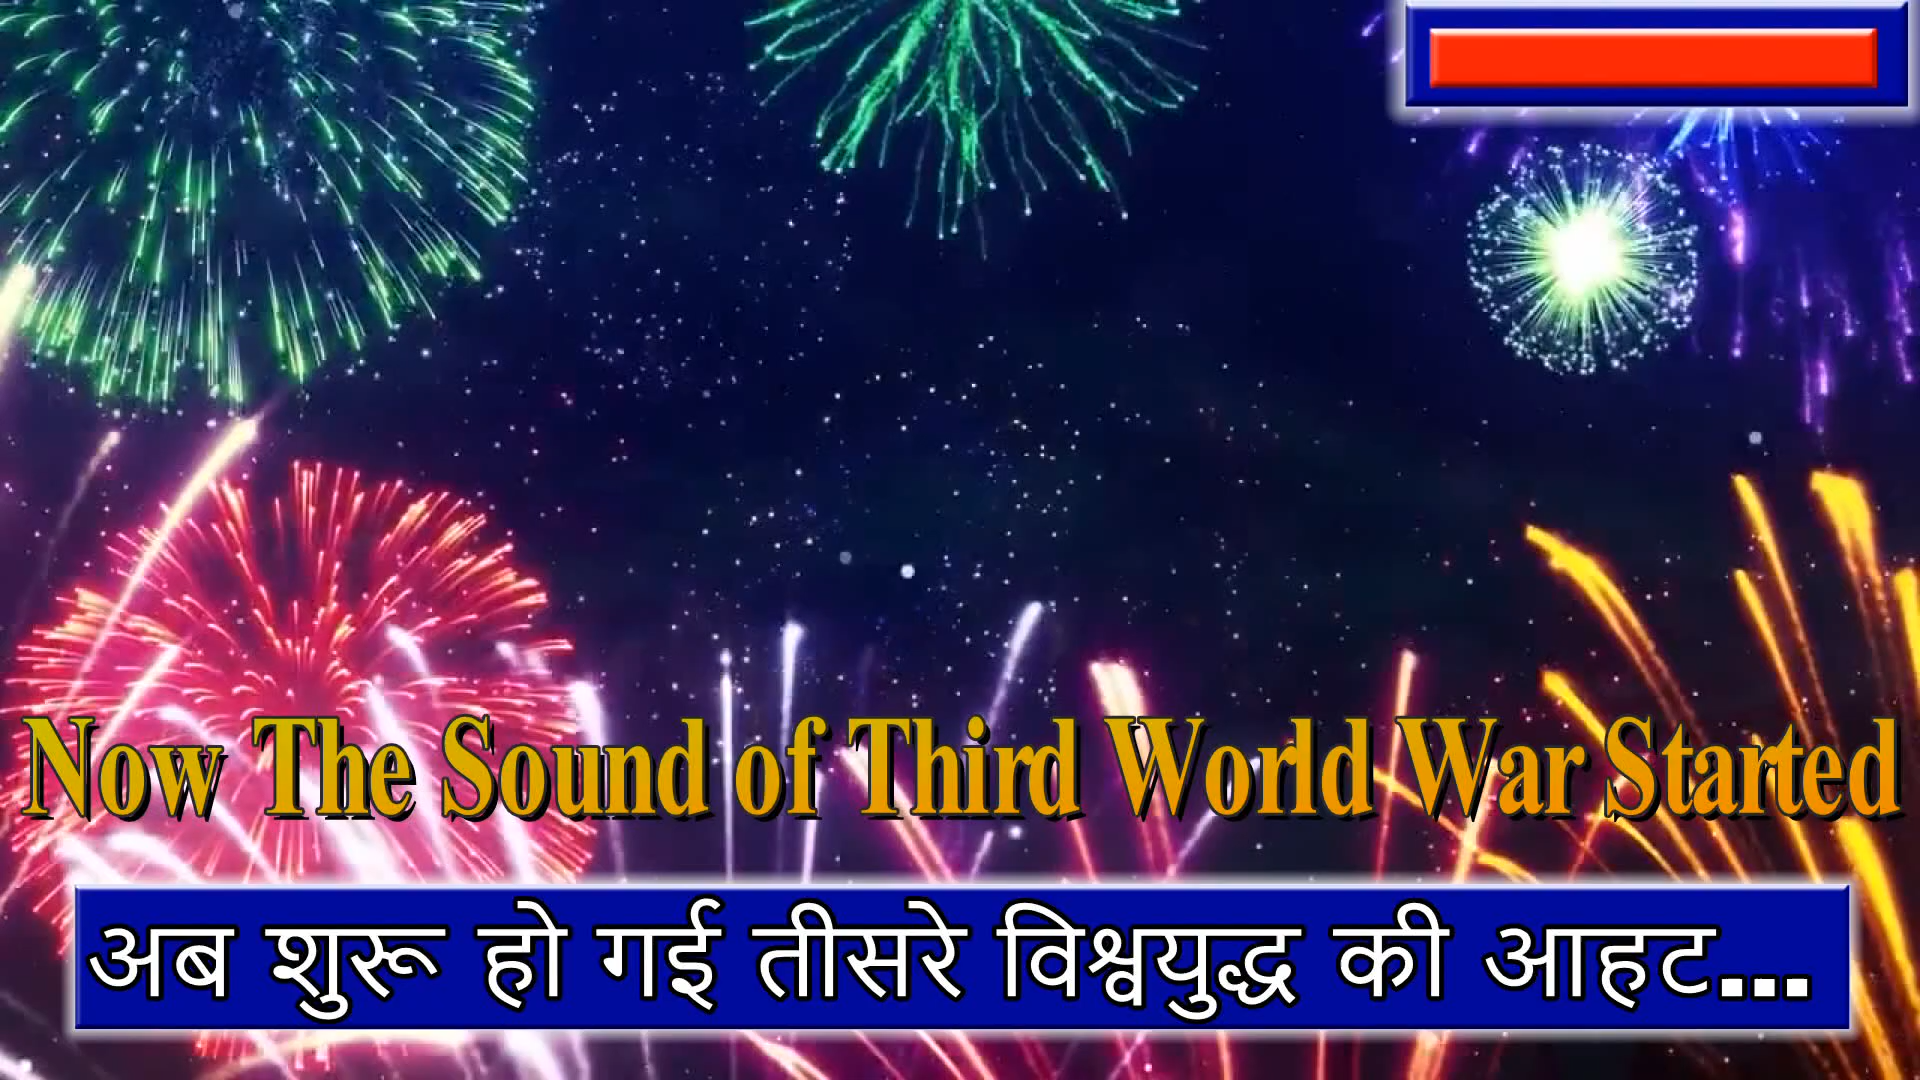 Now The Sound of Third World War Started
अब शुरू हो गई तीसरे विश्वयुद्ध की आहट...